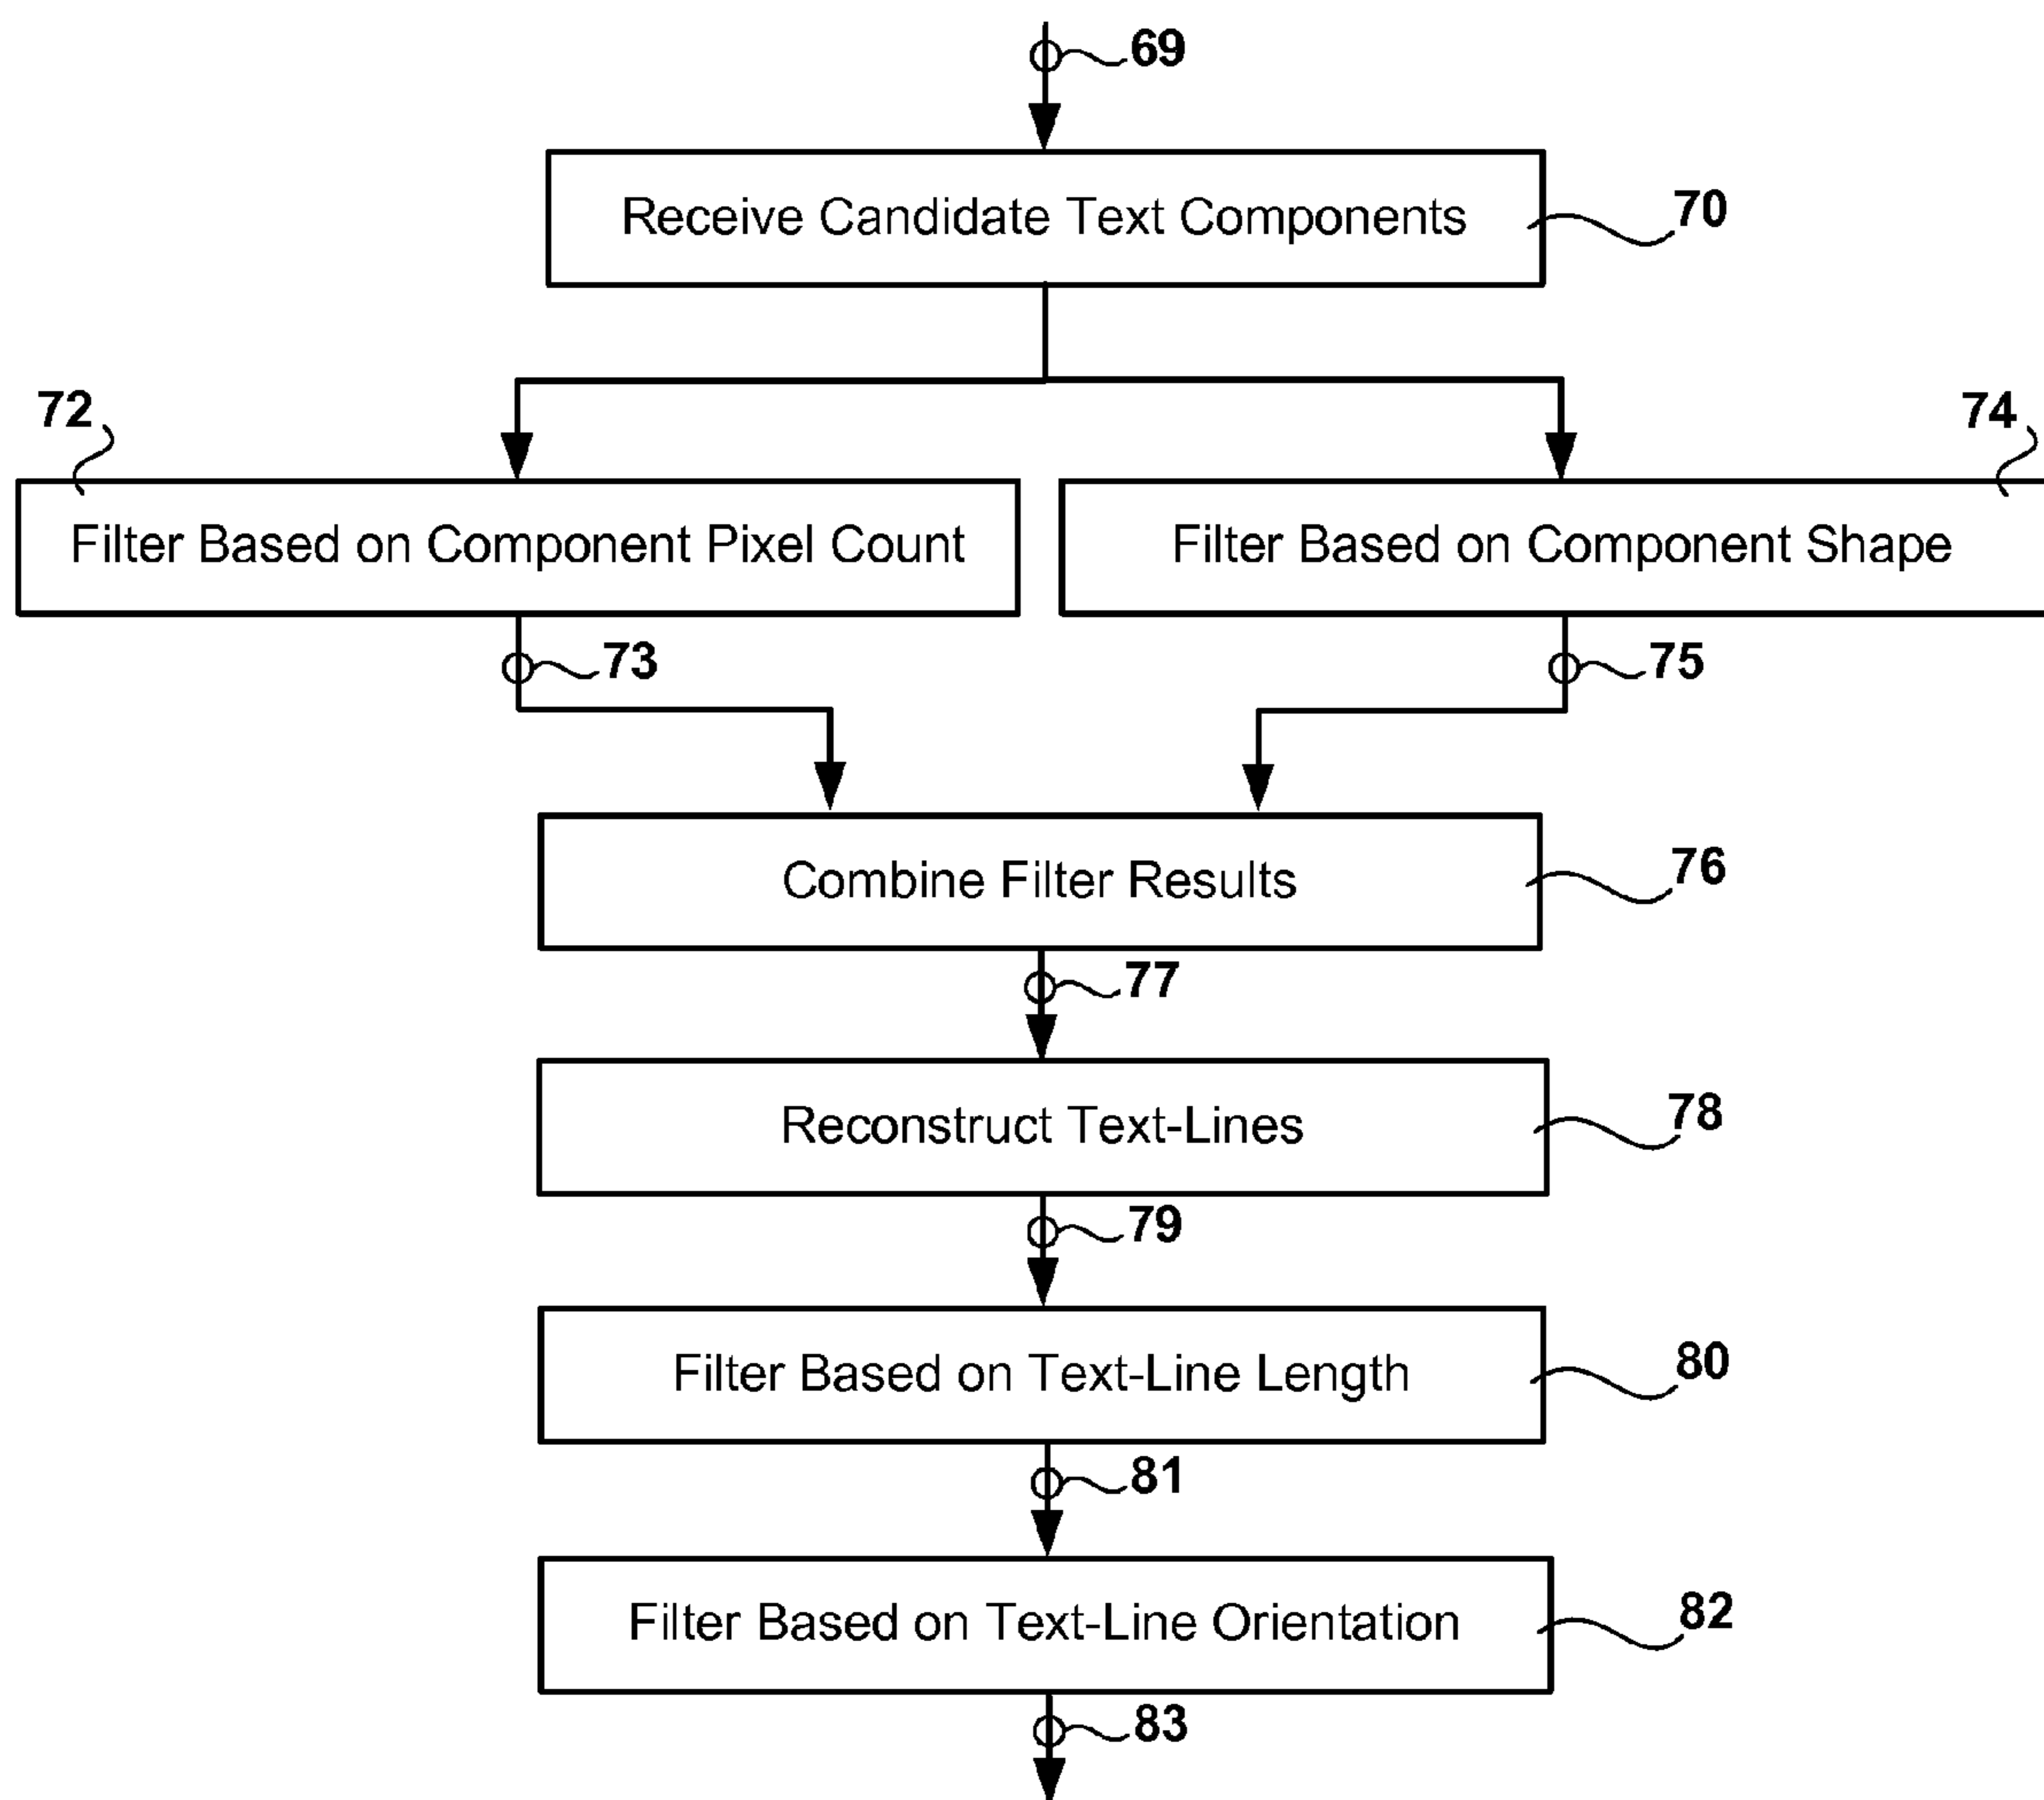 69
Receive Candidate Text Components
70
72
74
Filter Based on Component Pixel Count
Filter Based on Component Shape
73
75
Combine Filter Results
76
77
Reconstruct Text-Lines
78
79
Filter Based on Text-Line Length
80
81
Filter Based on Text-Line Orientation
82
83